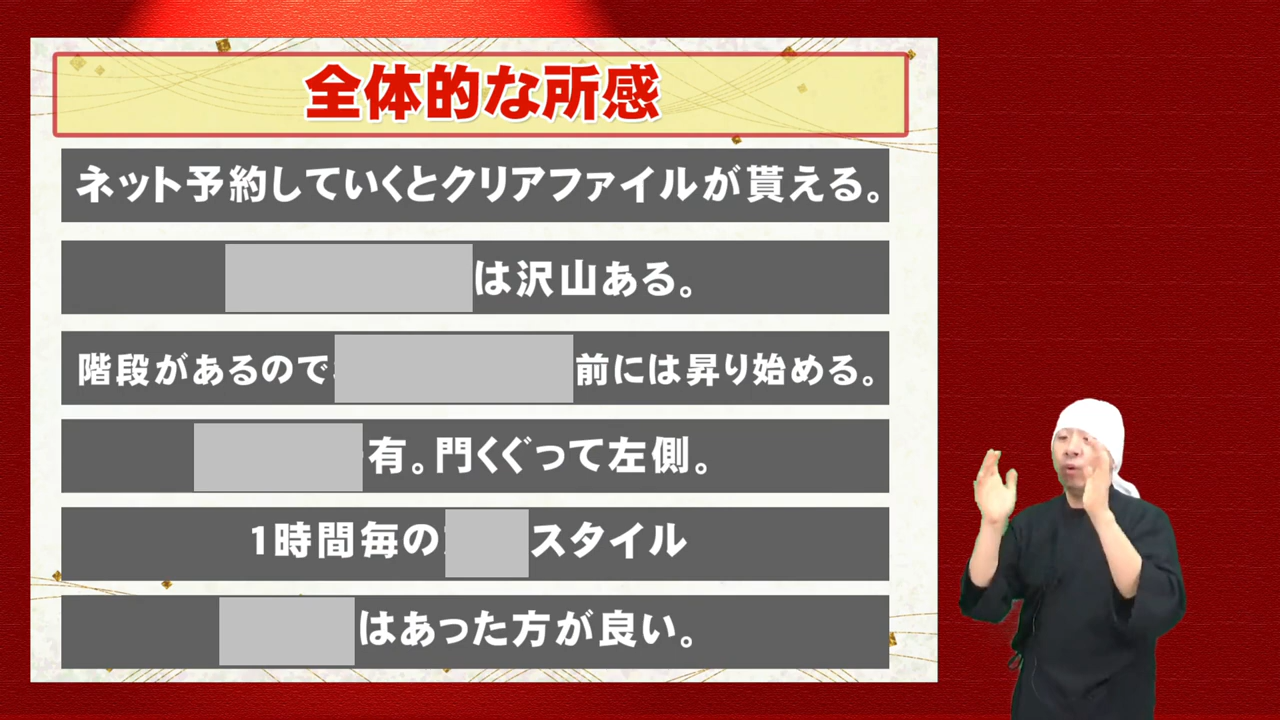 全体的な所感
ネット予約していくとクリアファイルが貰える。
は沢山ある。
階段があるので、前には昇り始める。
有。門くぐって左側。
1時間毎のスタイル
はあった方が良い。